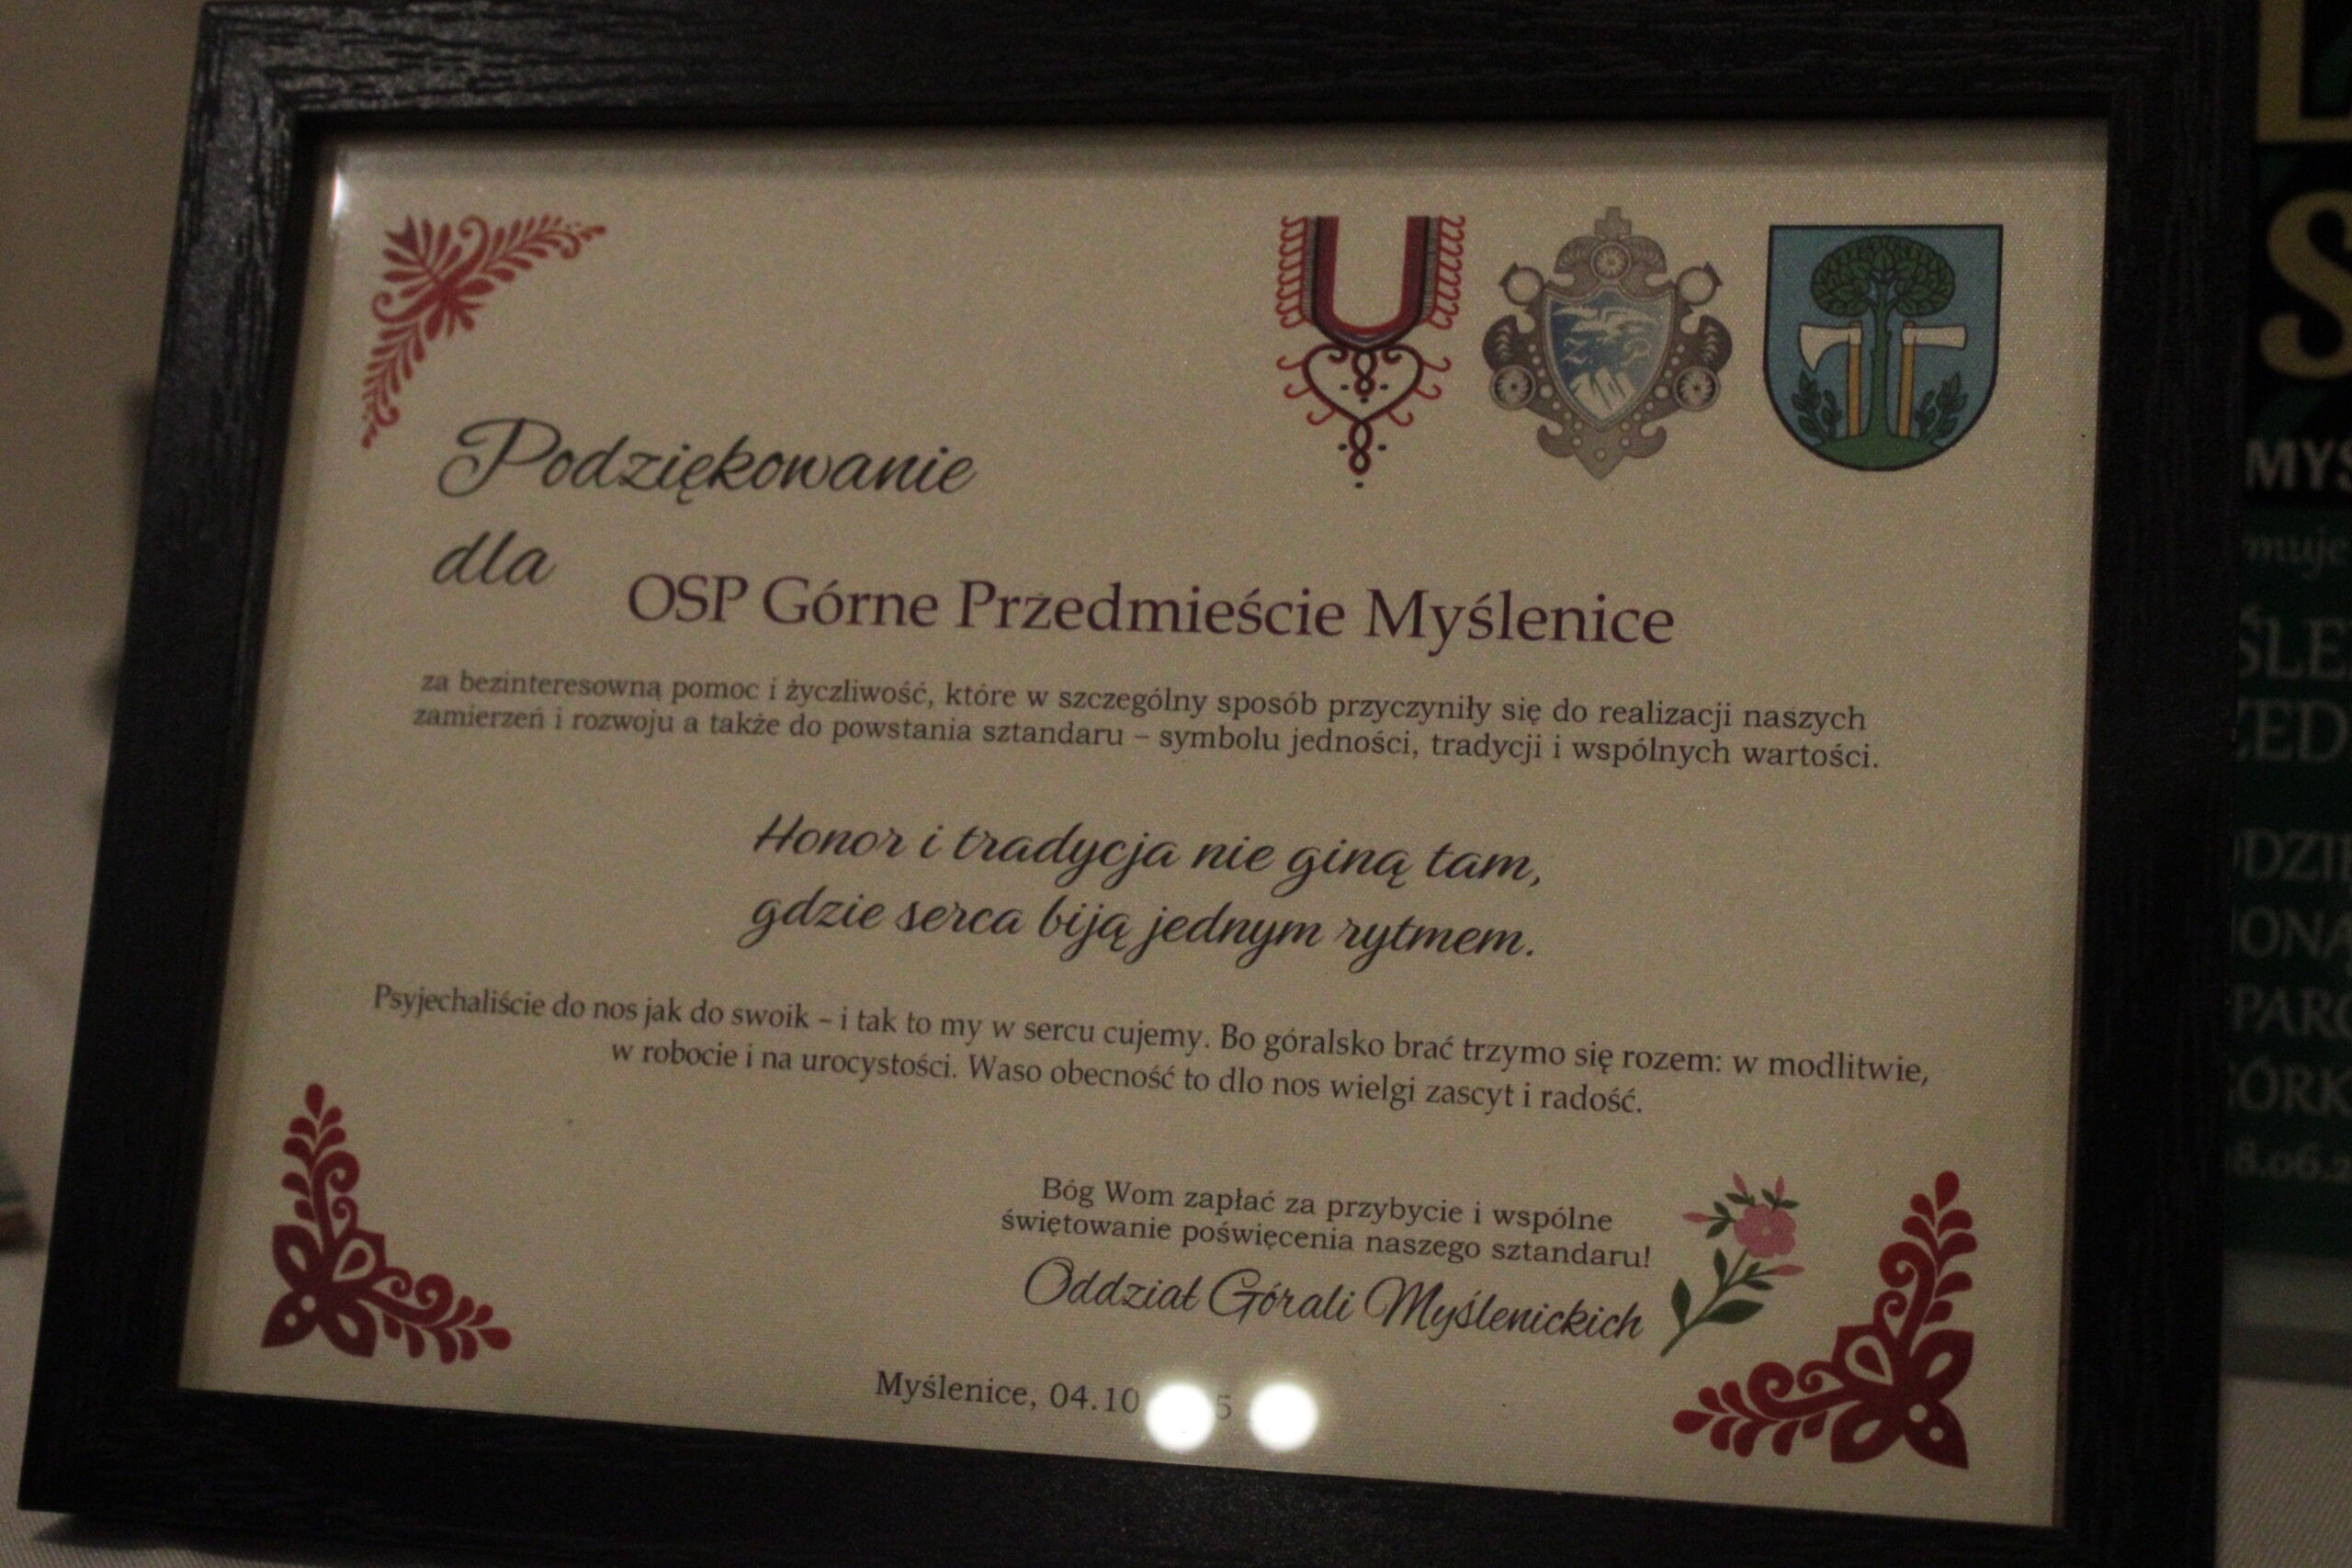 Podziękowanie
dla
OSP Górne Przedmieście Myślenice
za bezinteresowną pomoc i życzliwość, które w szczególny sposób przyczyniły się do realizacji naszych
zamierzeń i rozwoju a także do powstania sztandaru – symbolu jedności, tradycji i wspólnych wartości.
Honor i tradycja nie giną tam,
gdzie serca biją jednym rytmem.
Psyjechaliście do nos jak do swoik – i tak to my w sercu cujemy. Bo góralsko brać trzymo się rozem: w modlitwie,
w robocie i na urocystości. Waso obecność to dlo nos wielgi zascyt i radość.
Bóg Wom zapłać za przybycie i wspólne
świętowanie poświęcenia naszego sztandaru!
Oddział Górali Myślenickich
Myślenice, 04.10